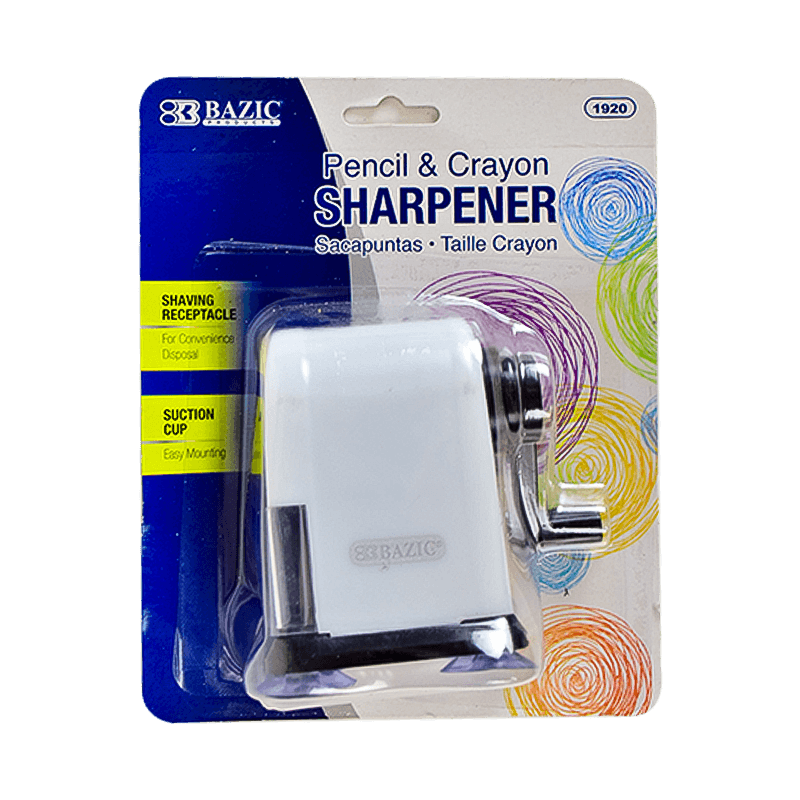 BAZIC
PRODUCTS
1920
Pencil & Crayon
SHARPENER
Sacapuntas • Taille Crayon
SHAVING
RECEPTACLE
For Convenience
Disposal
SUCTION
CUP
Easy Mounting
BAZIC®